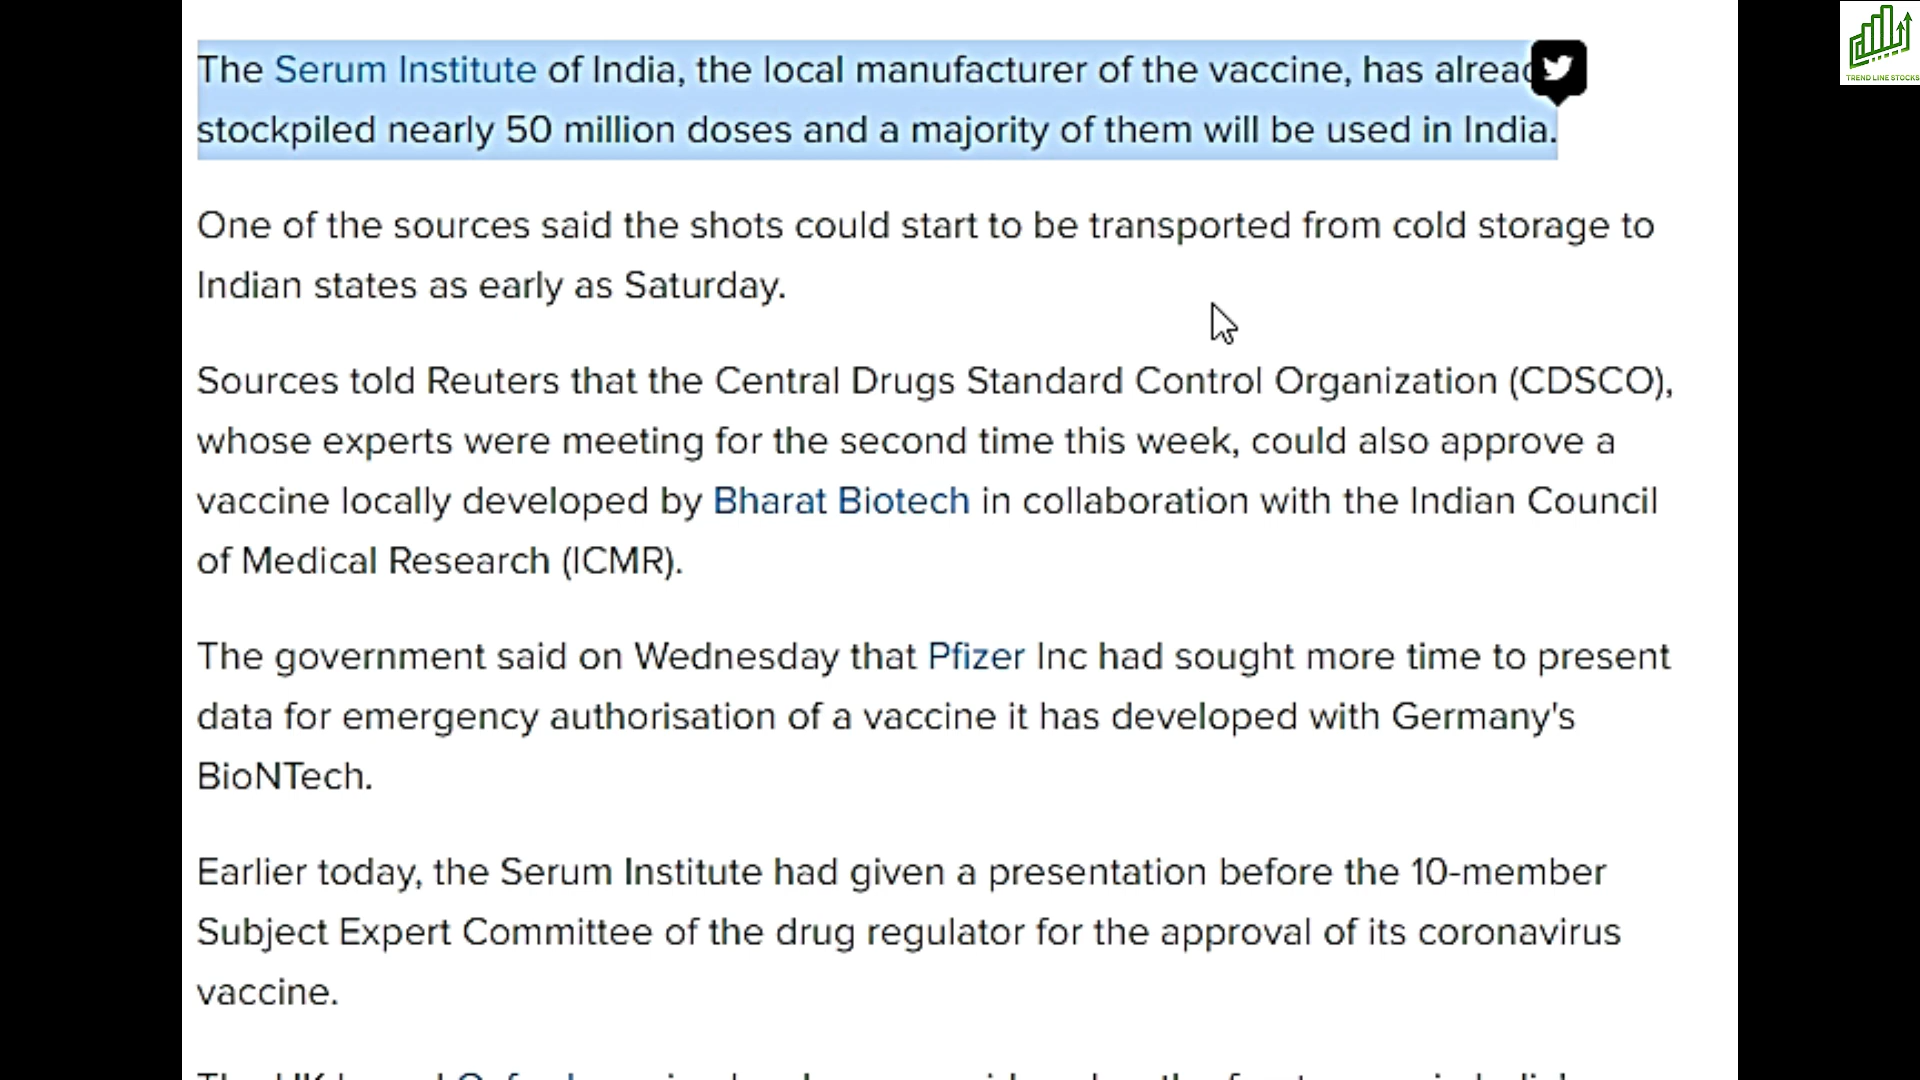 The Serum Institute of India, the local manufacturer of the vaccine, has
stockpiled nearly 50 million doses and a majority of them will be used in India.
One of the sources said the shots could start to be transported from cold storage to
Indian states as early as Saturday.
Sources told Reuters that the Central Drugs Standard Control Organization (CDSCO),
whose experts were meeting for the second time this week, could also approve a
vaccine locally developed by Bharat Biotech in collaboration with the Indian Council
of Medical Research (ICMR).
The government said on Wednesday that Pfizer Inc had sought more time to present
data for emergency authorisation of a vaccine it has developed with Germany's
BioNTech.
Earlier today, the Serum Institute had given a presentation before the 10-member
Subject Expert Committee of the drug regulator for the approval of its coronavirus
vaccine.
TREND LINE STOCKS